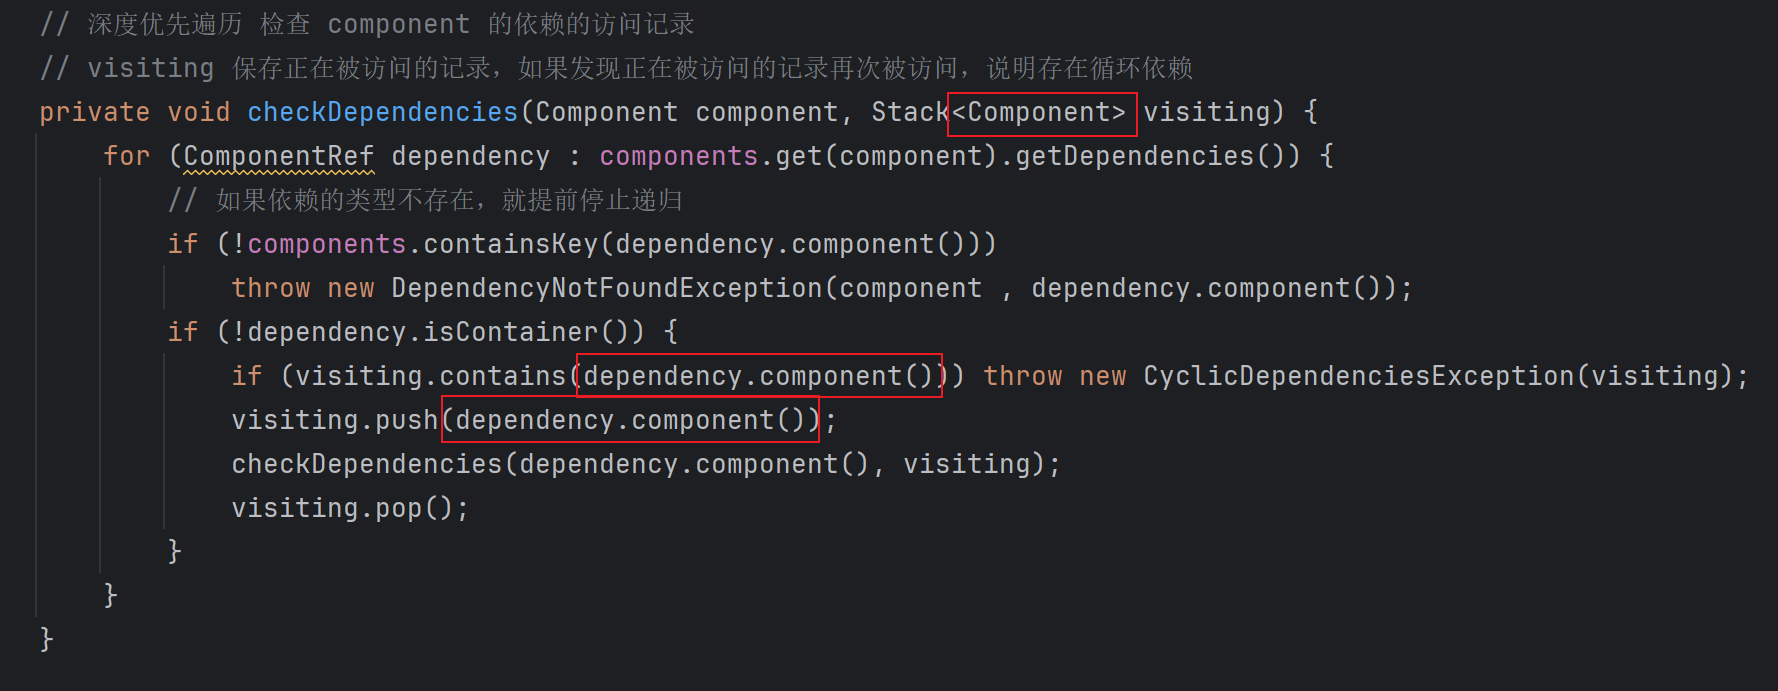 // 深度优先遍历 检查 component 的依赖的访问记录
// visiting 保存正在被访问的记录，如果发现正在被访问的记录再次被访问，说明存在循环依赖
private void checkDependencies(Component component, Stack<Component> visiting) {
for (ComponentRef dependency : components.get(component).getDependencies()) {
// 如果依赖的类型不存在，就提前停止递归
if (!components.containsKey(dependency.component()))
throw new DependencyNotFoundException(component , dependency.component());
if (!dependency.isContainer()) {
if (visiting.contains(dependency.component())) throw new CyclicDependenciesException(visiting);
visiting.push(dependency.component());
checkDependencies(dependency.component(), visiting);
visiting.pop();
}
}
}